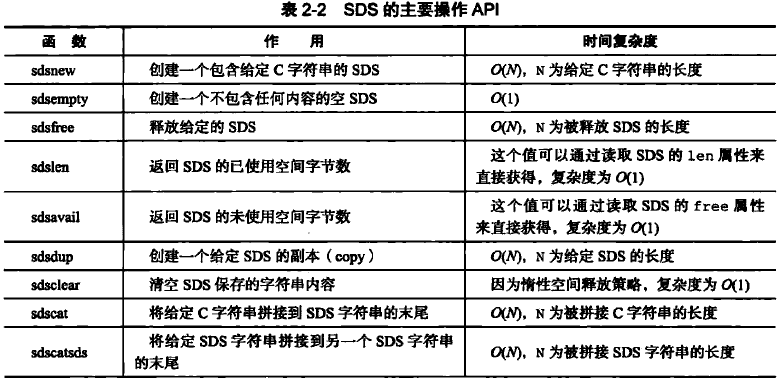 表 2-2 SDS 的主要操作 API
函 数 作 用 时间复杂度
sdsnew 创建一个包含给定 C 字符串的 SDS O(N)，N 为给定 C 字符串的长度
sdsempty 创建一个不包含任何内容的空 SDS O(1)
sdsfree 释放给定的 SDS O(N)，N 为被释放 SDS 的长度
sdslen 返回 SDS 的已使用空间字节数 这个值可以通过读取 SDS 的 len 属性来
直接获得，复杂度为 O(1)
sdsavail 返回 SDS 的未使用空间字节数 这个值可以通过读取 SDS 的 free 属性
来直接获得，复杂度为 O(1)
sdsdup 创建一个给定 SDS 的副本（copy） O(N)，N 为给定 SDS 的长度
sdsclear 清空 SDS 保存的字符串内容 因为惰性空间释放策略，复杂度为 O(1)
sdscat 将给定 C 字符串拼接到 SDS 字符串的末尾 O(N)，N 为被拼接 C 字符串的长度
sdscatsds 将给定 SDS 字符串拼接到另一个 SDS 字符串
的末尾 O(N)，N 为被拼接 SDS 字符串的长度